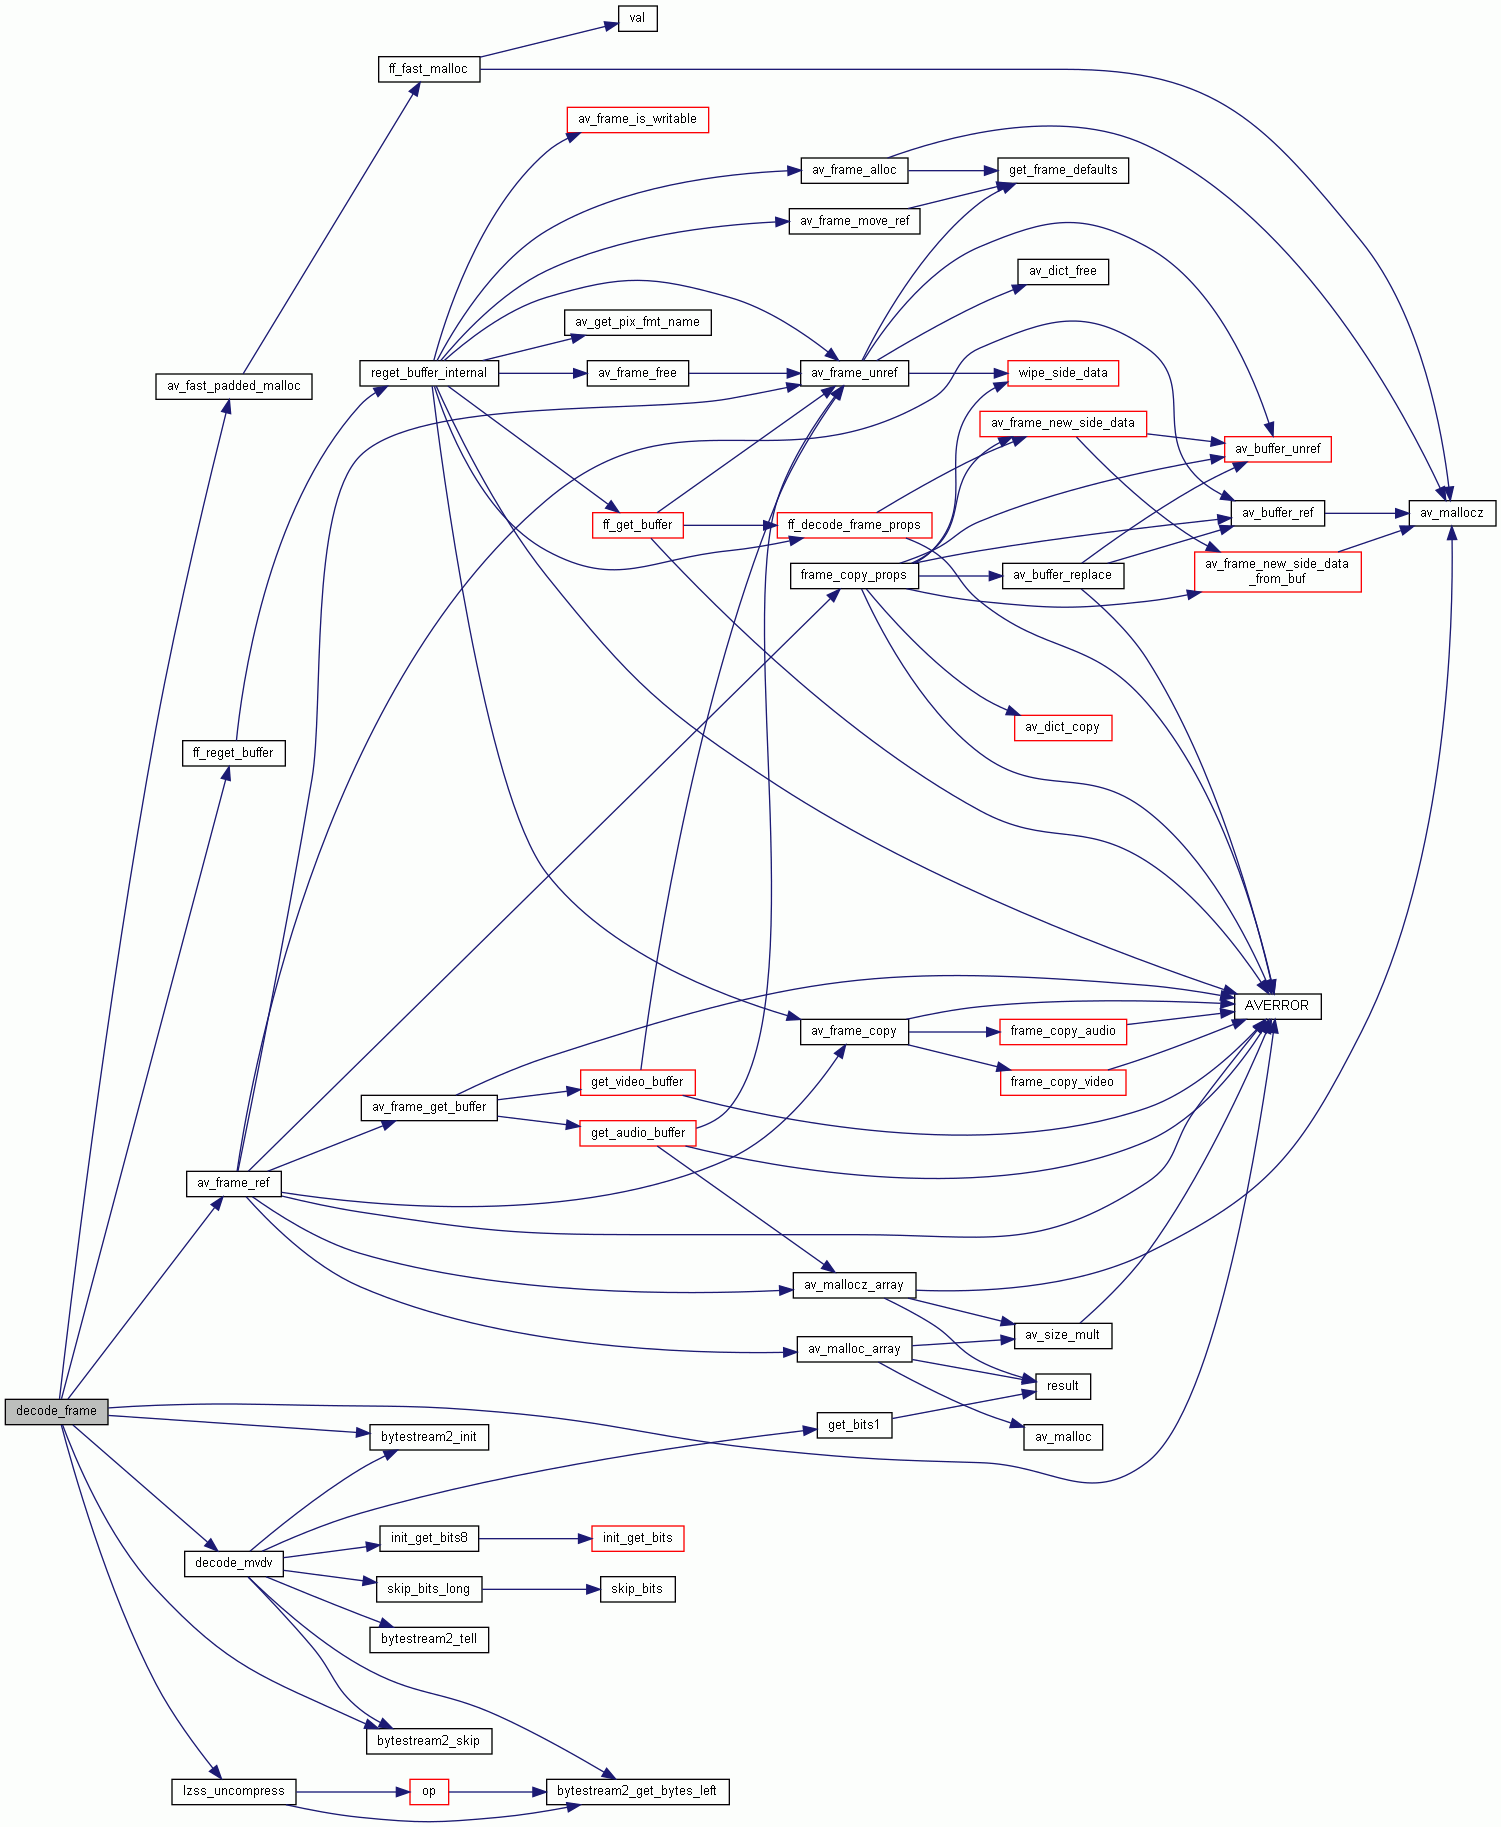 val
ff_fast_malloc
av_frame_is_writable
av_frame_alloc
get_frame_defaults
av_frame_move_ref
av_dict_free
av_get_pix_fmt_name
reget_buffer_internal
av_frame_free
av_frame_unref
wipe_side_data
av_fast_padded_malloc
av_frame_new_side_data
av_buffer_unref
av_buffer_ref
av_mallocz
ff_get_buffer
ff_decode_frame_props
av_frame_new_side_data
_from_buf
frame_copy_props
av_buffer_replace
av_dict_copy
ff_reget_buffer
AVERROR
av_frame_copy
frame_copy_audio
get_video_buffer
frame_copy_video
av_frame_get_buffer
get_audio_buffer
av_frame_ref
av_mallocz_array
av_size_mult
av_malloc_array
result
decode_frame
get_bits1
bytestream2_init
av_malloc
init_get_bits8
init_get_bits
decode_mvdv
skip_bits_long
skip_bits
bytestream2_tell
bytestream2_skip
lzss_uncompress
op
bytestream2_get_bytes_left